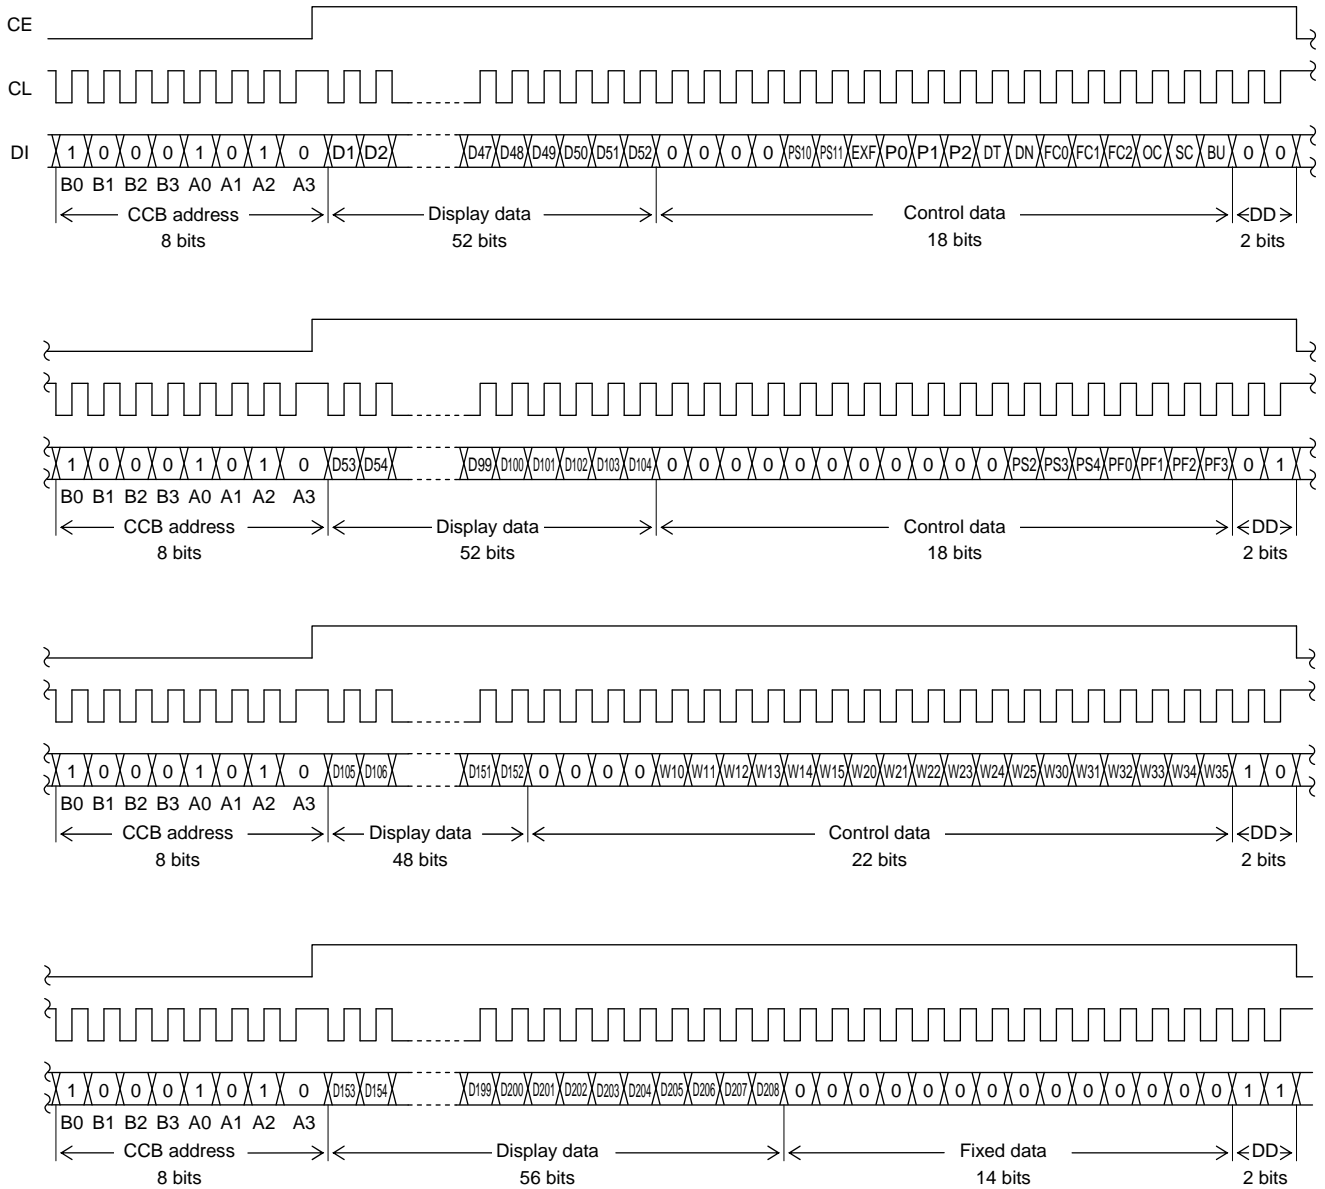 CE
CL
DI 1 0 0 0 1 0 1 0 D1 D2 D47 D48 D49 D50 D51 D52 0 0 0 0 PS10 PS11 EXF P0 P1 P2 DT DN FC0 FC1 FC2 OC SC BU 0 0
B0 B1 B2 B3 A0 A1 A2 A3
CCB address Display data Control data DD
8 bits 52 bits 18 bits 2 bits
1 0 0 0 1 0 1 0 D53 D54 D99 D100 D101 D102 D103 D104 0 0 0 0 0 0 0 0 0 0 0 PS2 PS3 PS4 PF0 PF1 PF2 PF3 0 1
B0 B1 B2 B3 A0 A1 A2 A3
CCB address Display data Control data DD
8 bits 52 bits 18 bits 2 bits
1 0 0 0 1 0 1 0 D105 D106 D151 D152 0 0 0 0 W10 W11 W12 W13 W14 W15 W20 W21 W22 W23 W24 W25 W30 W31 W32 W33 W34 W35 1 0
B0 B1 B2 B3 A0 A1 A2 A3
CCB address Display data Control data DD
8 bits 48 bits 22 bits 2 bits
1 0 0 0 1 0 1 0 D153 D154 D199 D200 D201 D202 D203 D204 D205 D206 D207 D208 0 0 0 0 0 0 0 0 0 0 0 0 0 0 1 1
B0 B1 B2 B3 A0 A1 A2 A3
CCB address Display data Fixed data DD
8 bits 56 bits 14 bits 2 bits